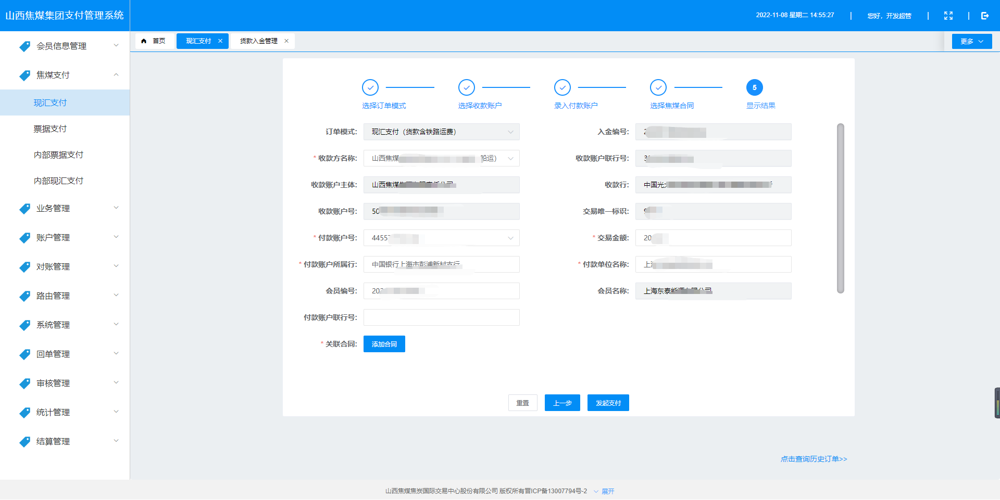 山西焦煤集团支付管理系统
2022-11-08 星期二 14:55:27
您好，开发超管
首页
现汇支付
货款入金管理
更多
会员信息管理
焦煤支付
现汇支付
票据支付
内部票据支付
内部现汇支付
业务管理
账户管理
对账管理
路由管理
系统管理
回单管理
审核管理
统计管理
结算管理
5
选择订单模式
选择收款账户
录入付款账户
选择焦煤合同
显示结果
订单模式: 现汇支付（货款含铁路运费）
入金编号:
* 收款方名称: 山西焦煤 船运）
收款账户联行号: 3
收款账户主体: 山西焦煤
收款行: 中国光
收款账户号: 50
交易唯一标识: 9
* 付款账户号: 4455
* 交易金额: 20
* 付款账户所属行: 中国银行上海市彭浦新村支行
* 付款单位名称: 上
会员编号: 202
会员名称: 上海东泰能源有限公司
付款账户联行号:
* 关联合同: 添加合同
重置
上一步
发起支付
点击查询历史订单>>
山西焦煤焦炭国际交易中心股份有限公司 版权所有晋ICP备13007794号-2
展开